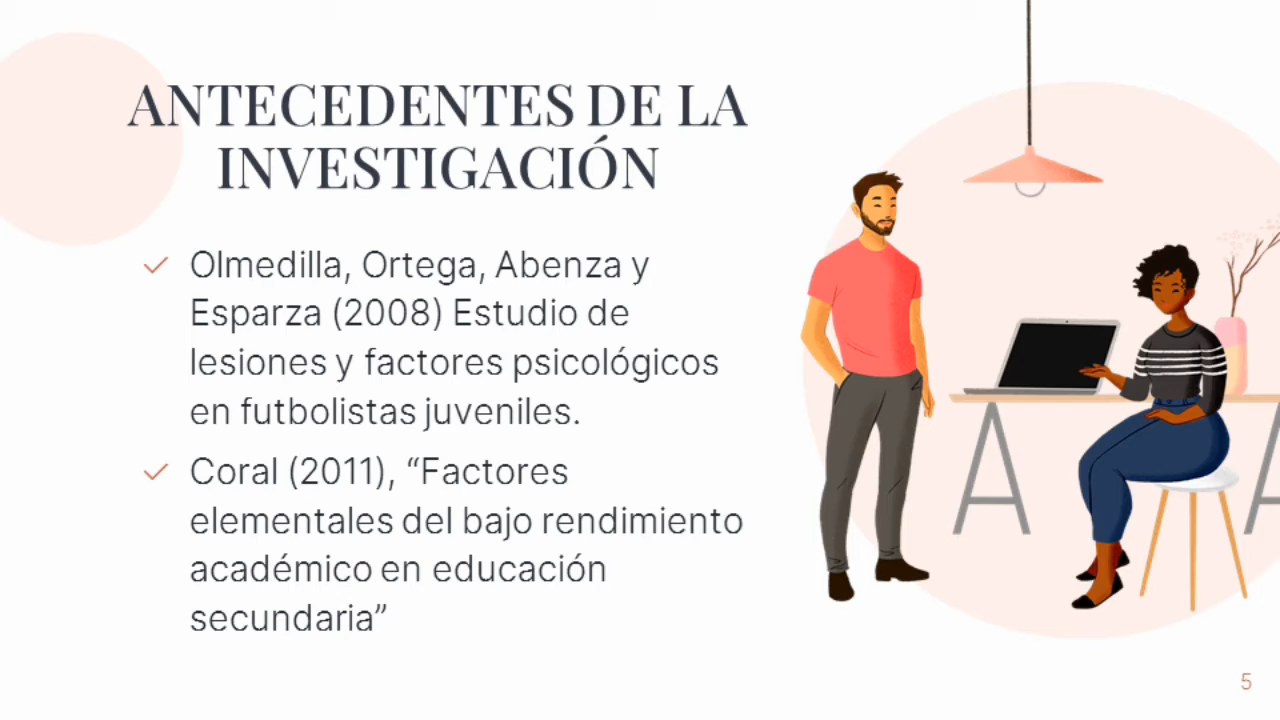 ANTECEDENTES DE LA
INVESTIGACIÓN
Olmedilla, Ortega, Abenza y
Esparza (2008) Estudio de
lesiones y factores psicológicos
en futbolistas juveniles.
Coral (2011), “Factores
elementales del bajo rendimiento
académico en educación
secundaria”
5